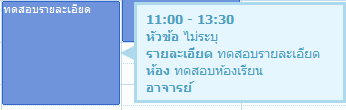 ทดสอบรายละเอียด
11:00 - 13:30
หัวข้อ ไม่ระบุ
รายละเอียด ทดสอบรายละเอียด
ห้อง ทดสอบห้องเรียน
อาจารย์